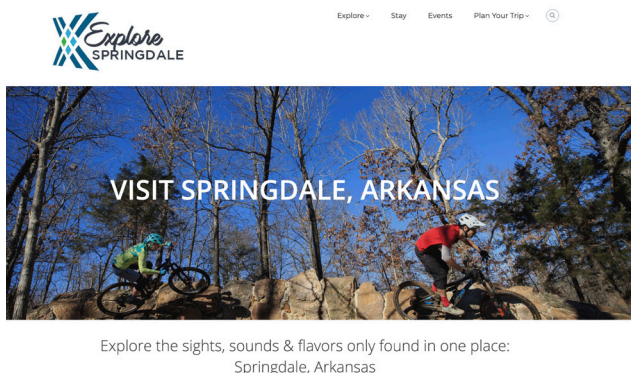 Explore
SPRINGDALE
Explore
Stay
Events
Plan Your Trip
VISIT SPRINGDALE, ARKANSAS
Explore the sights, sounds & flavors only found in one place:
Springdale, Arkansas